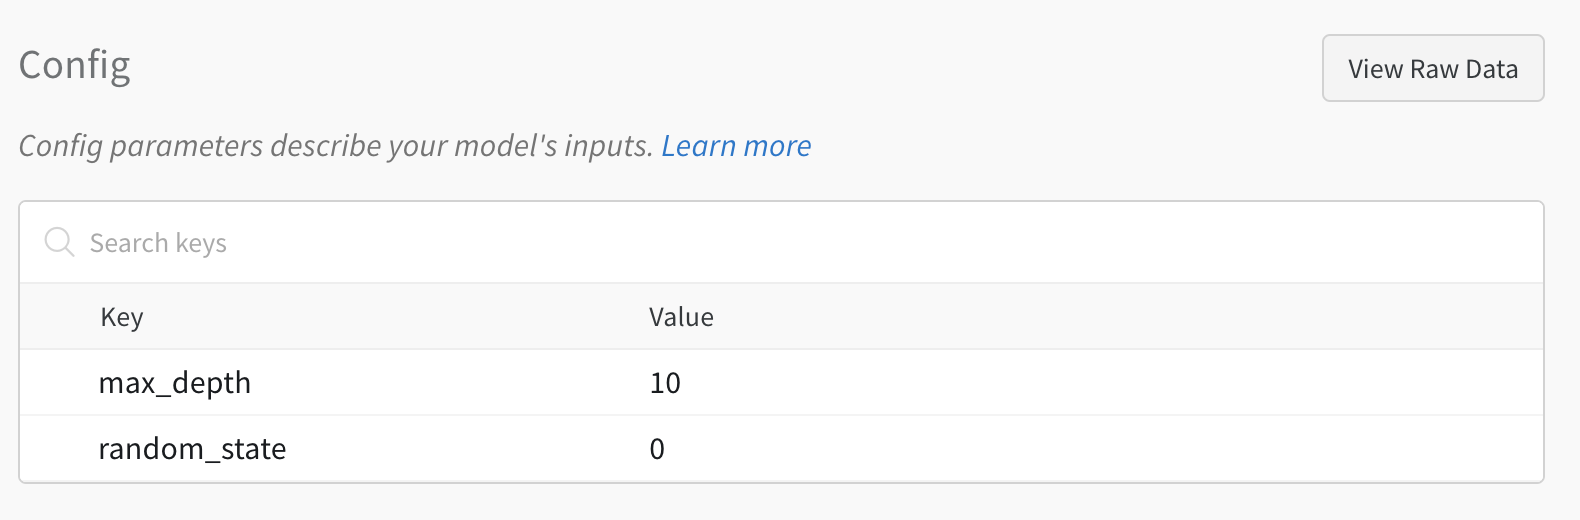 Config
View Raw Data
Config parameters describe your model's inputs. Learn more
Search keys
Key Value
max_depth 10
random_state 0